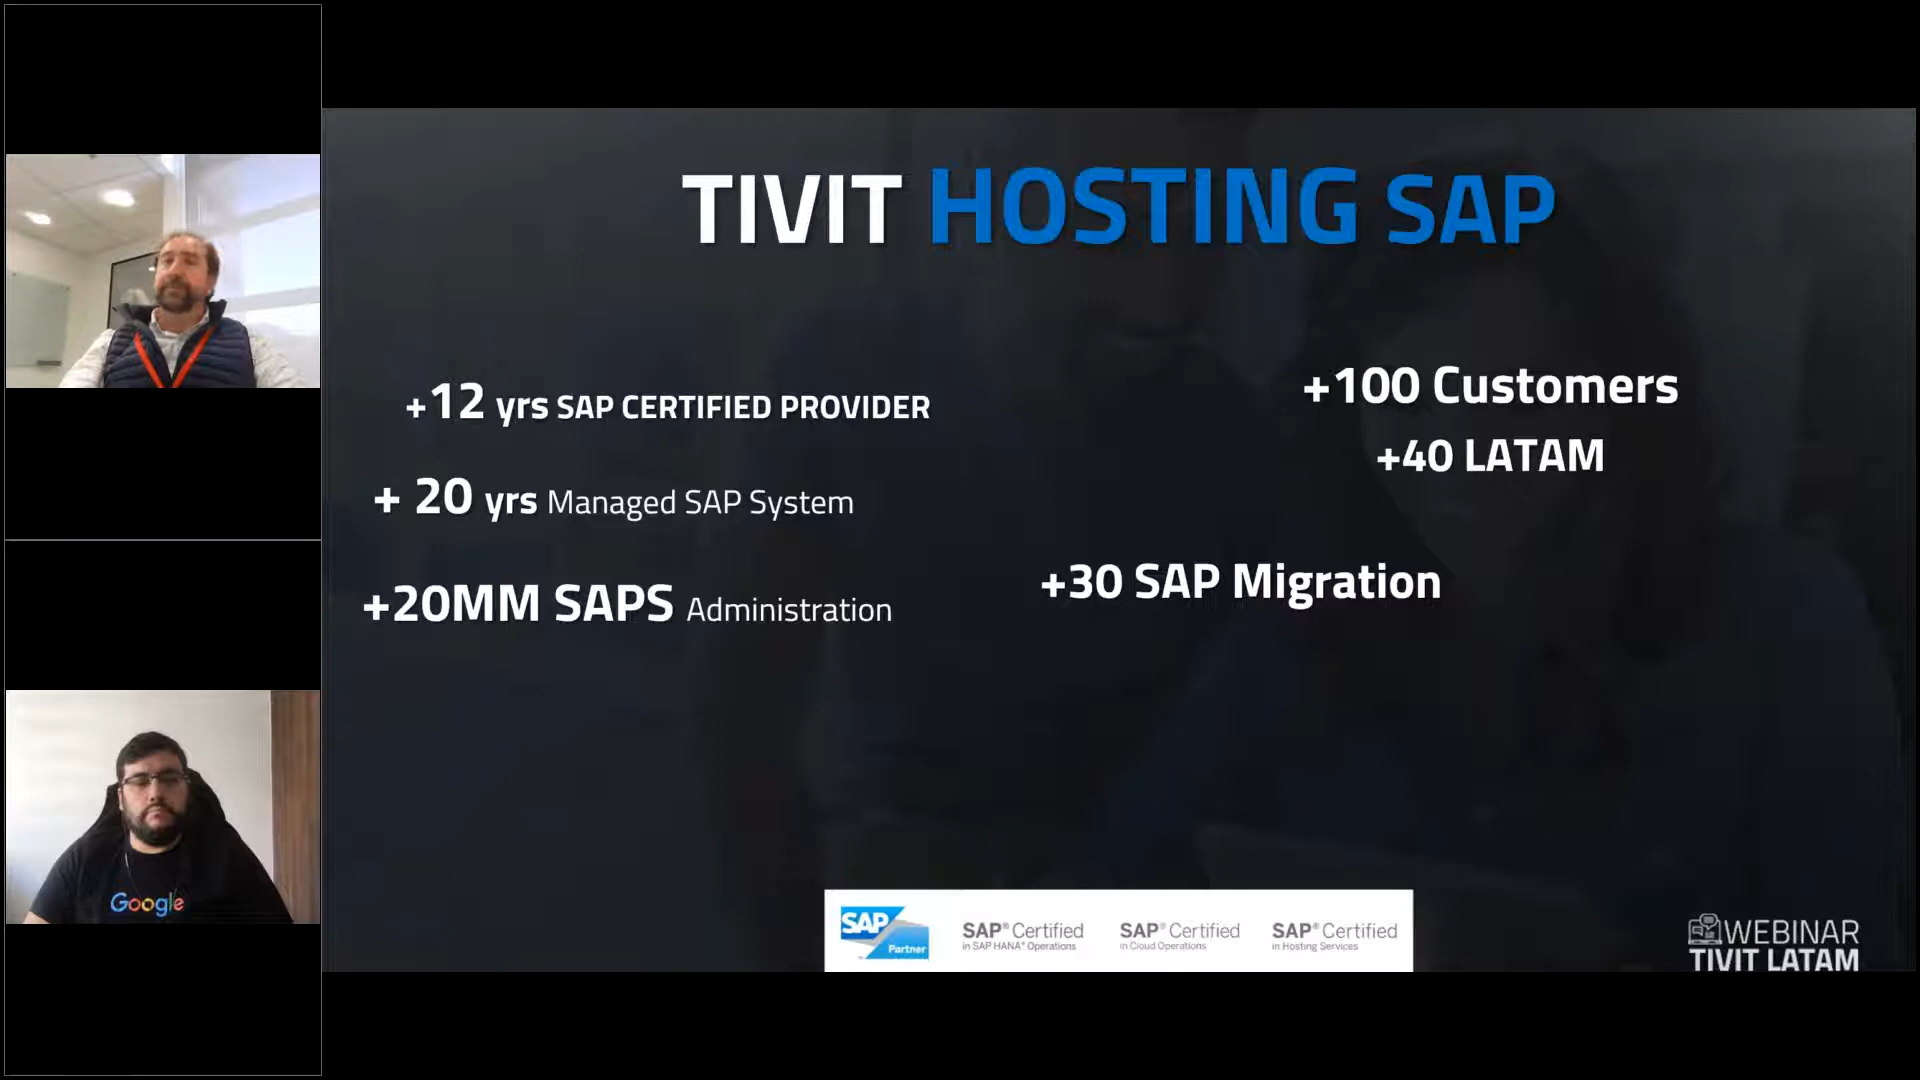 TIVIT HOSTING SAP
+12 yrs SAP CERTIFIED PROVIDER
+ 20 yrs Managed SAP System
+20MM SAPS Administration
+100 Customers
+40 LATAM
+30 SAP Migration
SAP Partner
SAP® Certified
in SAP HANA® Operations
SAP® Certified
in Cloud Operations
SAP® Certified
in Hosting Services
WEBINAR
TIVIT LATAM
Google